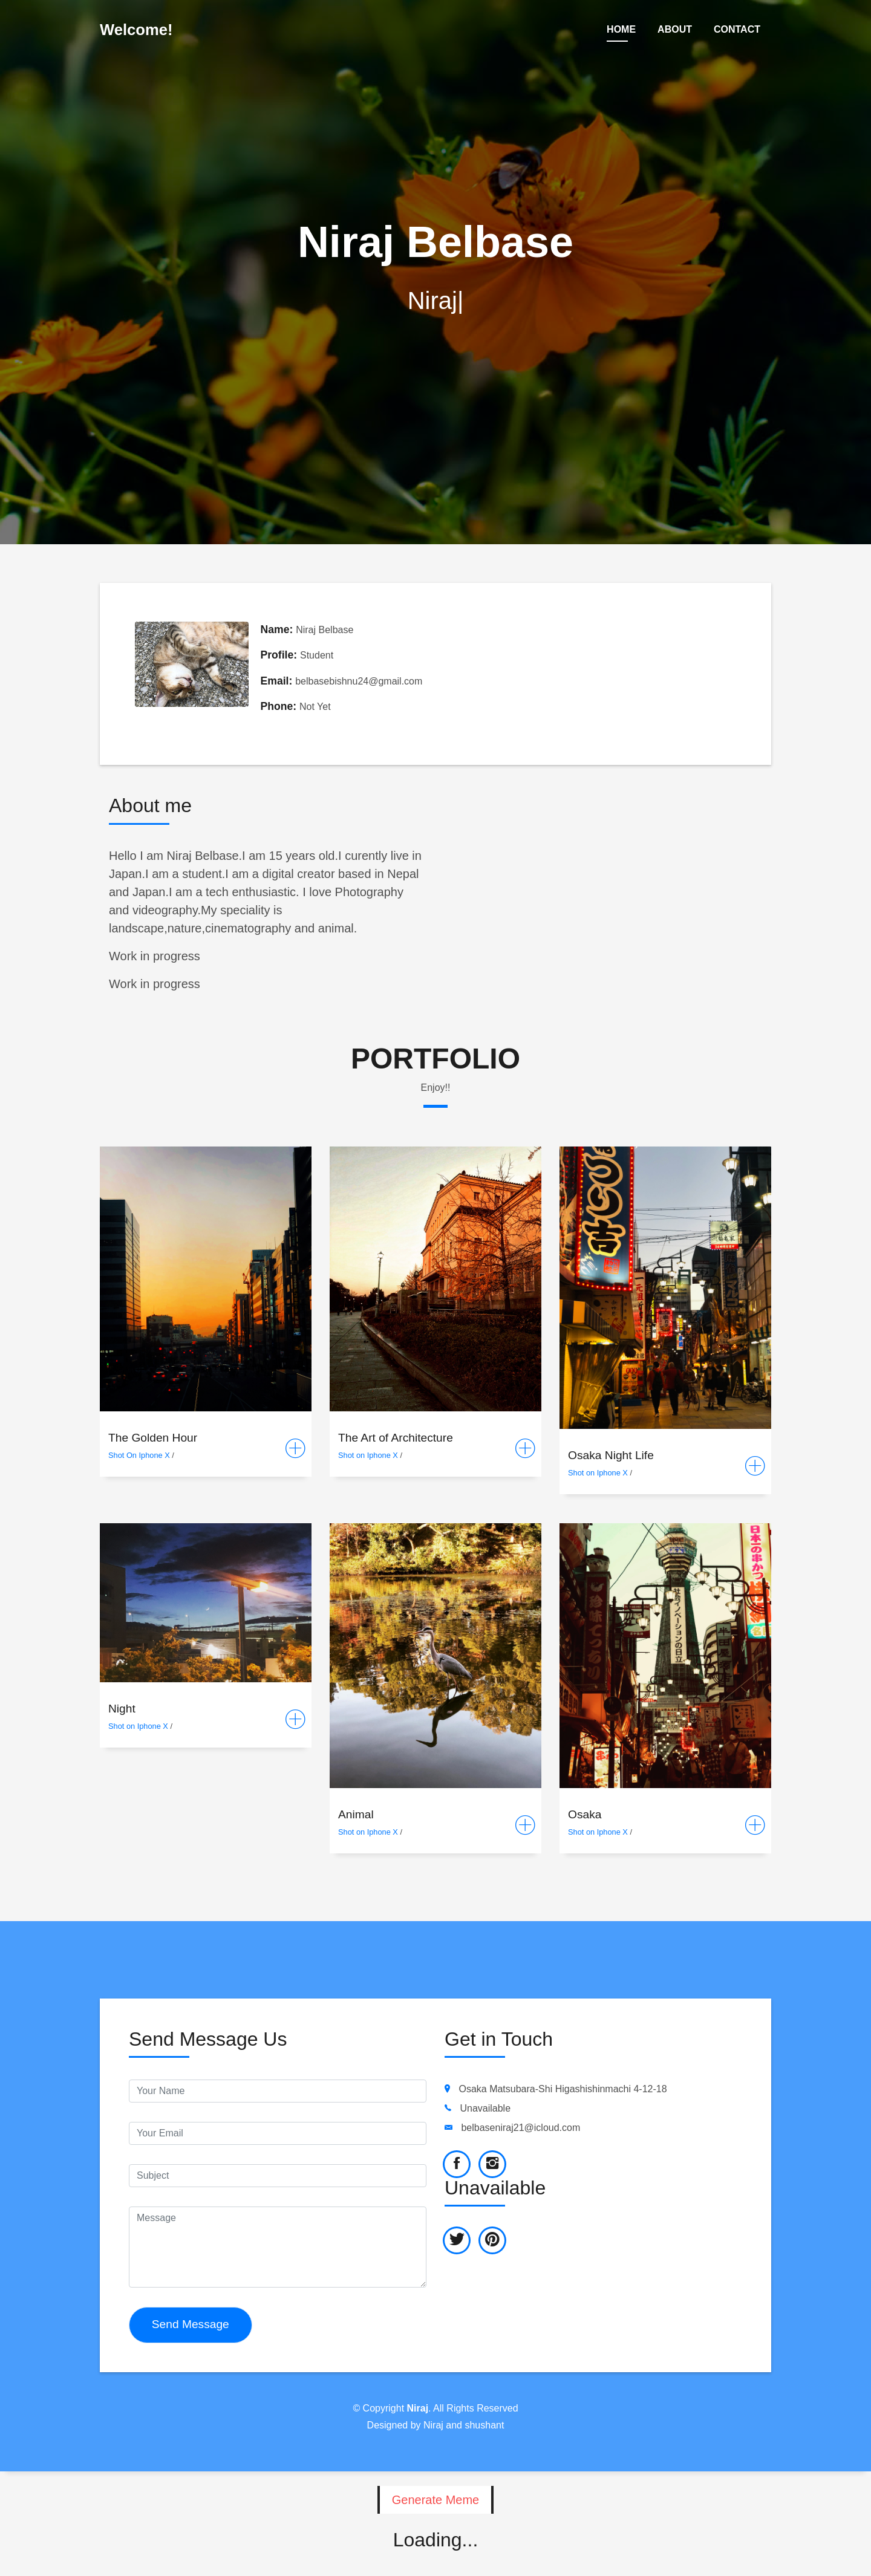 Welcome!
HOME ABOUT CONTACT
Niraj Belbase
Niraj|
Name: Niraj Belbase
Profile: Student
Email: belbasebishnu24@gmail.com
Phone: Not Yet
About me
Hello I am Niraj Belbase.I am 15 years old.I curently live in
Japan.I am a student.I am a digital creator based in Nepal
and Japan.I am a tech enthusiastic. I love Photography
and videography.My speciality is
landscape,nature,cinematography and animal.
Work in progress
Work in progress
PORTFOLIO
Enjoy!!
The Golden Hour
Shot On Iphone X /
The Art of Architecture
Shot on Iphone X /
Osaka Night Life
Shot on Iphone X /
Night
Shot on Iphone X /
日本一の串かつ
Animal
Shot on Iphone X /
Osaka
Shot on Iphone X /
Send Message Us
Your Name
Your Email
Subject
Message
Send Message
Get in Touch
Osaka Matsubara-Shi Higashishinmachi 4-12-18
Unavailable
belbaseniraj21@icloud.com
Unavailable
© Copyright Niraj. All Rights Reserved
Designed by Niraj and shushant
Generate Meme
Loading...